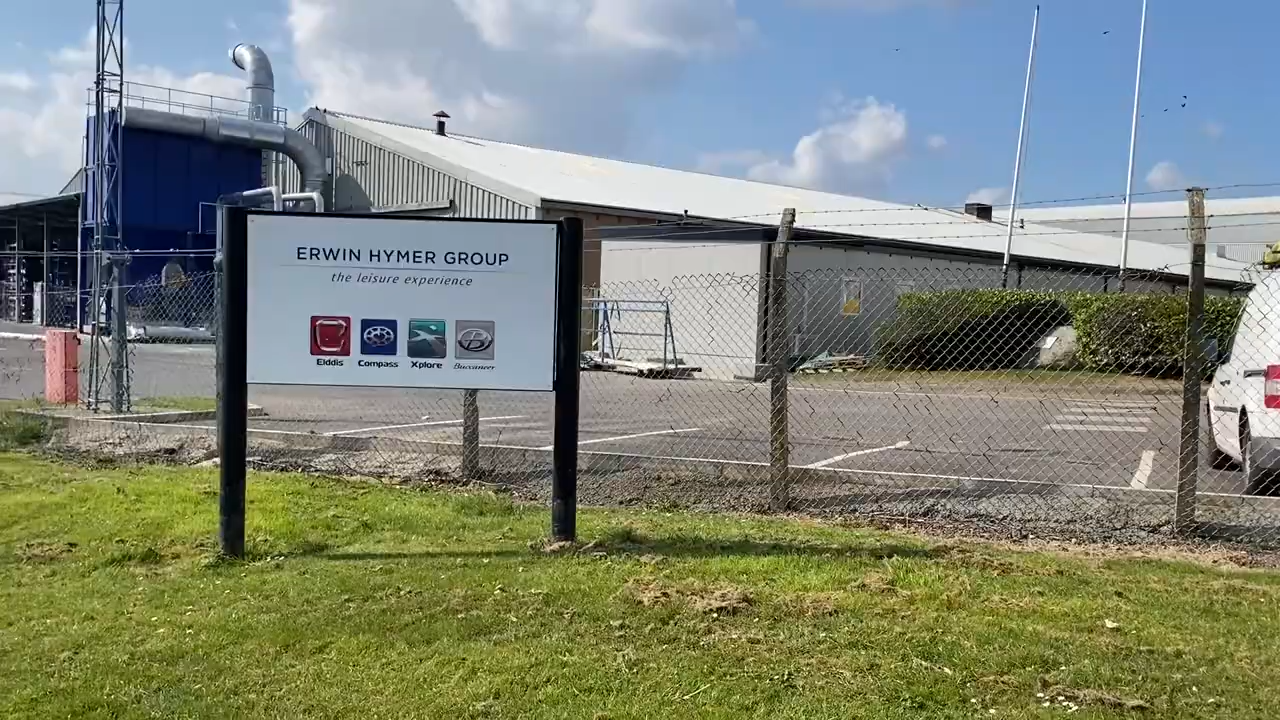 ERWIN HYMER GROUP
the leisure experience
Elddis Compass Xplore Buccaneer